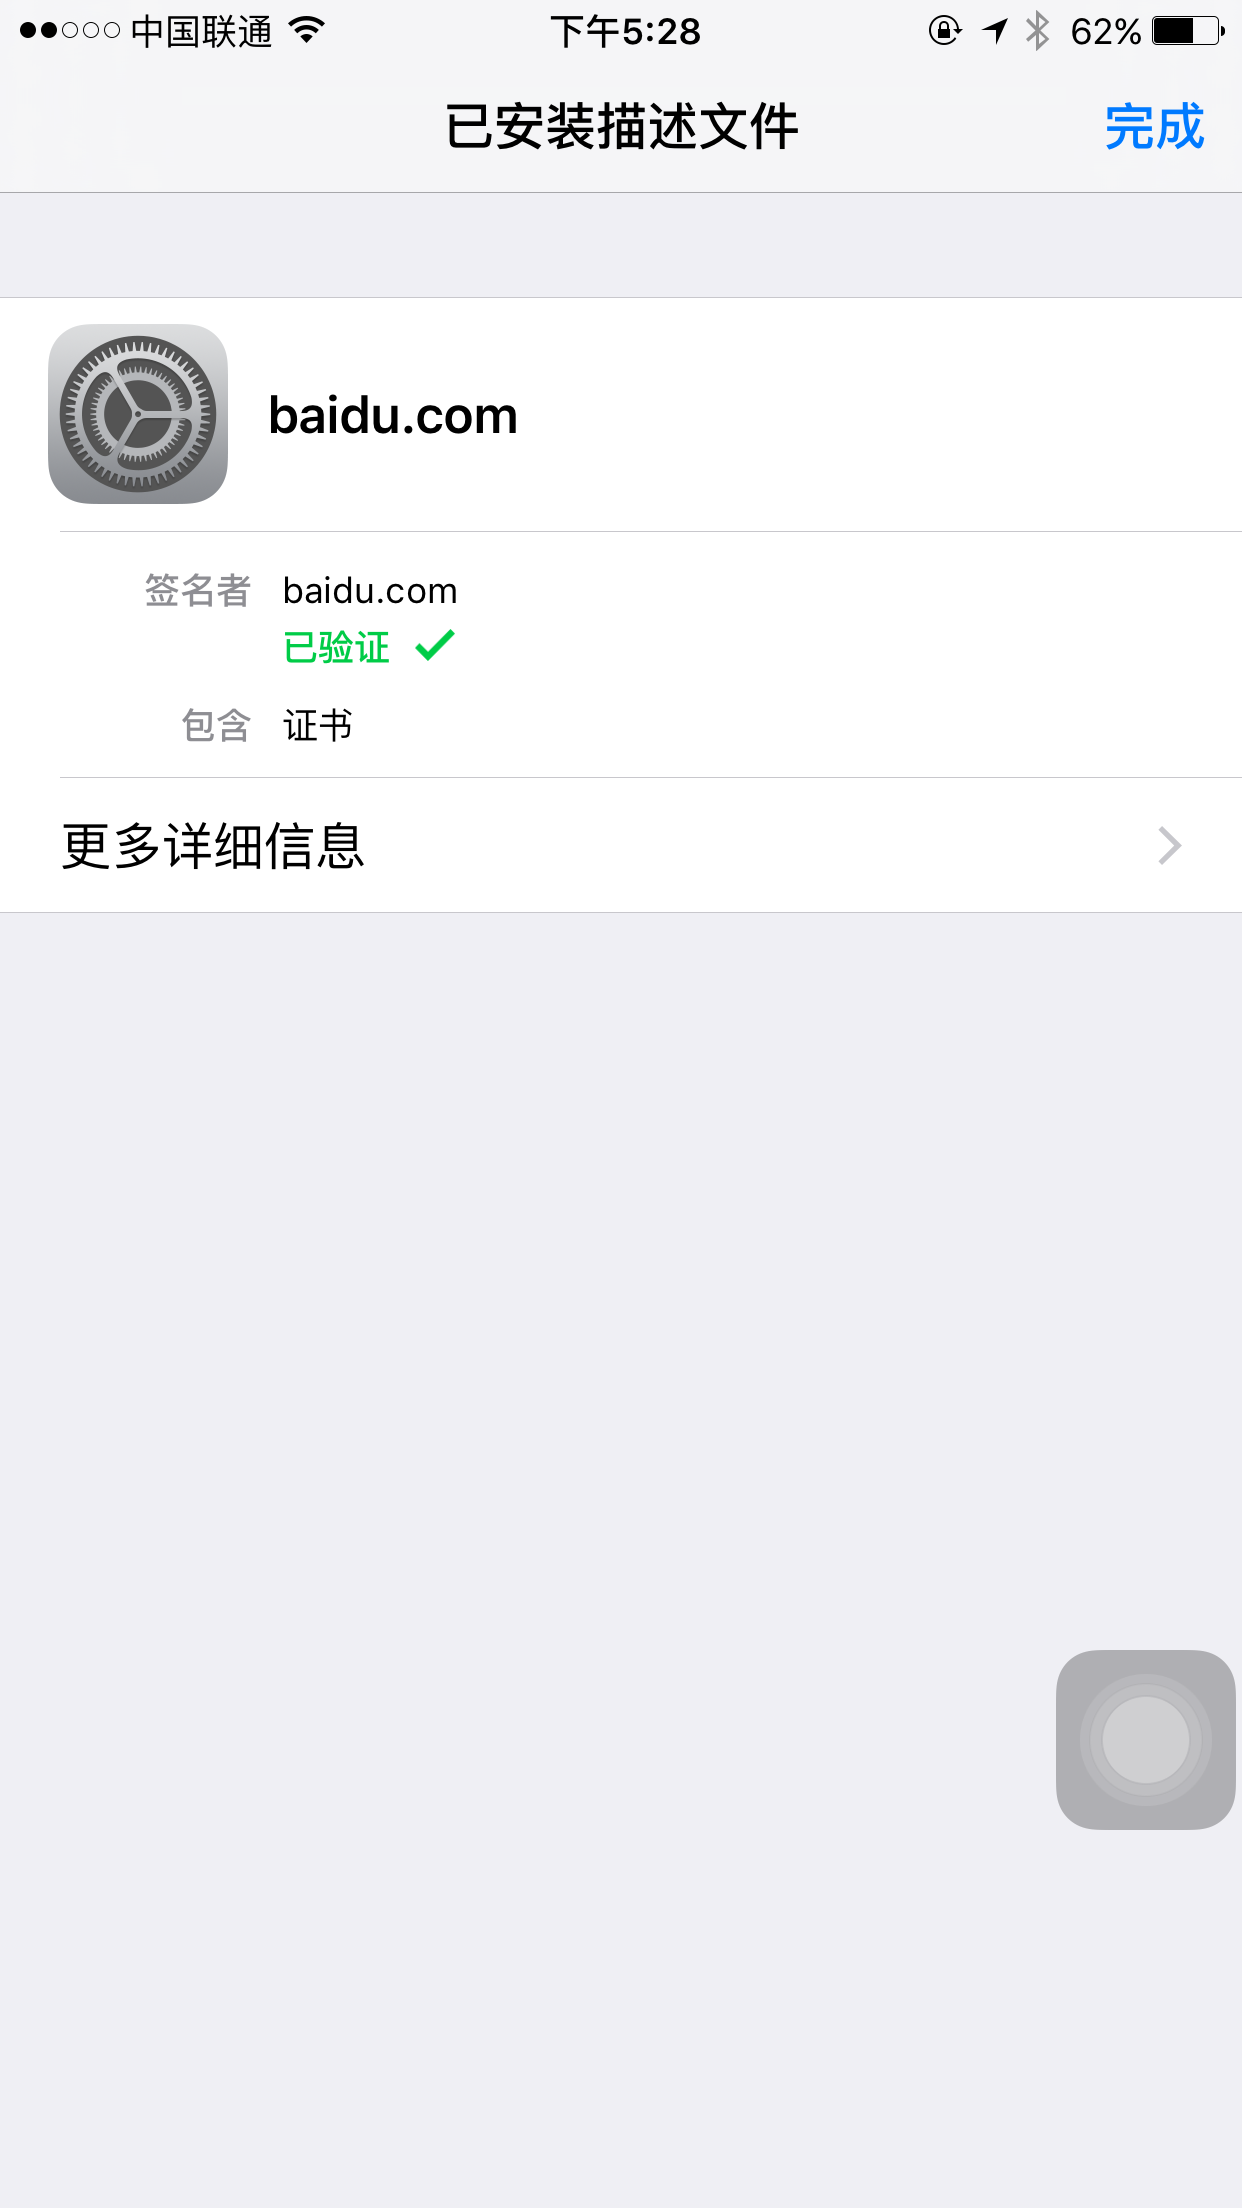 中国联通 下午5:28 62%
已安装描述文件 完成
baidu.com
签名者 baidu.com
已验证
包含 证书
更多详细信息